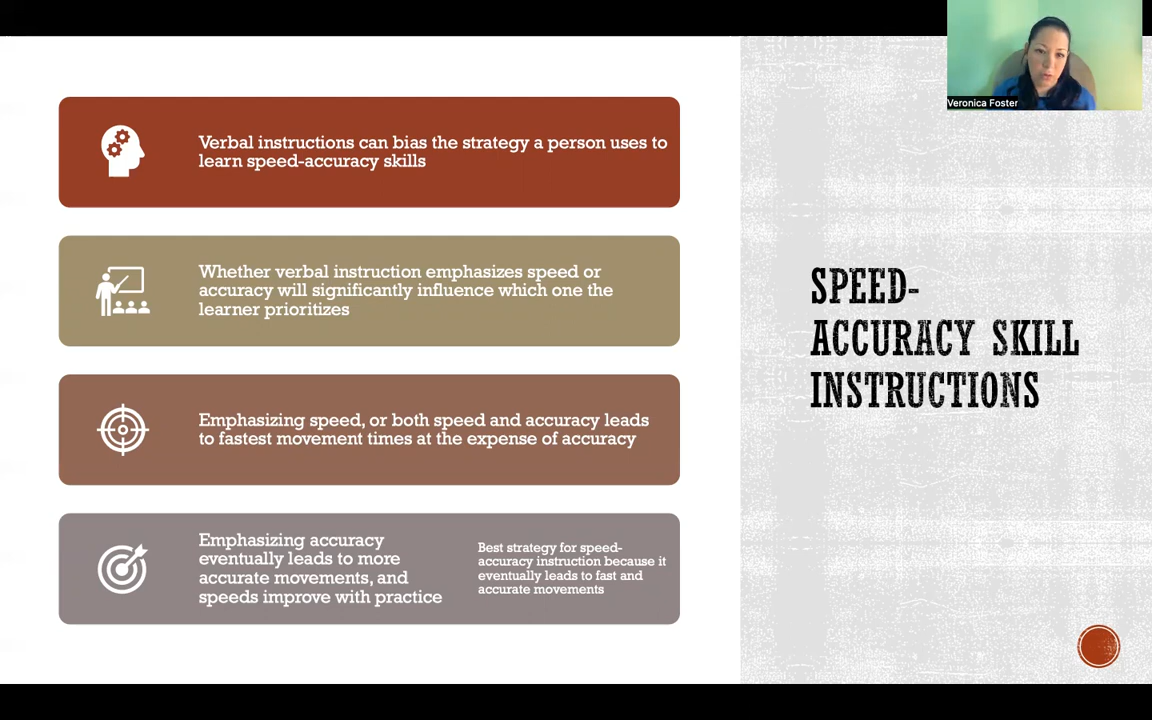 Veronica Foster
Verbal instructions can bias the strategy a person uses to
learn speed-accuracy skills
Whether verbal instruction emphasizes speed or
accuracy will significantly influence which one the
learner prioritizes
Emphasizing speed, or both speed and accuracy leads
to fastest movement times at the expense of accuracy
Emphasizing accuracy
eventually leads to more
accurate movements, and
speeds improve with practice
Best strategy for speed-
accuracy instruction because it
eventually leads to fast and
accurate movements
SPEED-
ACCURACY SKILL
INSTRUCTIONS